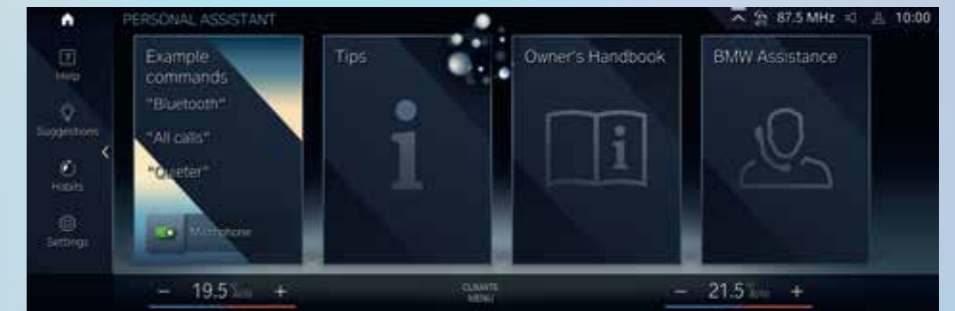 PERSONAL ASSISTANT
87.5 MHz
10:00
Help
Suggestions
Habits
Settings
Example
commands
"Bluetooth"
"All calls"
"Quieter"
Microphone
Tips
Owner's Handbook
BMW Assistance
− 19.5 +
CLIMATE
MENU
− 21.5 +